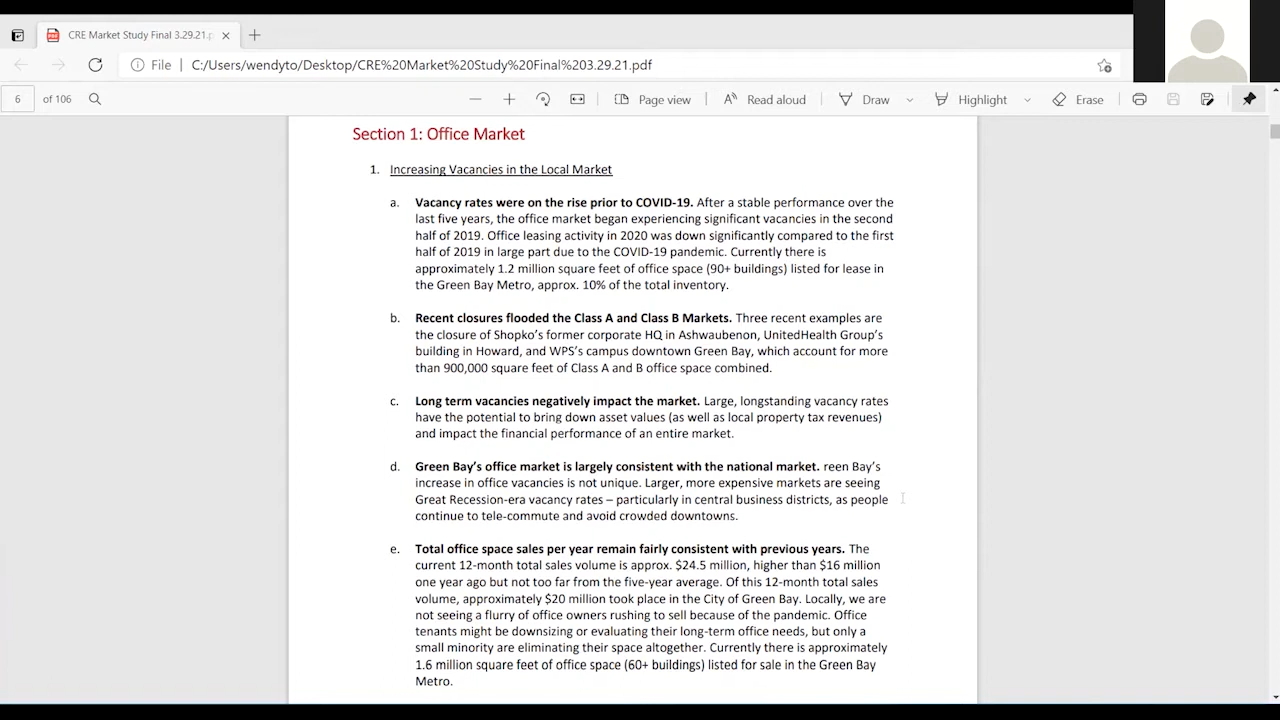 CRE Market Study Final 3.29.21.p
File | C:/Users/wendyto/Desktop/CRE%20Market%20Study%20Final%203.29.21.pdf
6 of 106
Page view
Read aloud
Draw
Highlight
Erase
Section 1: Office Market
1. Increasing Vacancies in the Local Market
a. Vacancy rates were on the rise prior to COVID-19. After a stable performance over the
last five years, the office market began experiencing significant vacancies in the second
half of 2019. Office leasing activity in 2020 was down significantly compared to the first
half of 2019 in large part due to the COVID-19 pandemic. Currently there is
approximately 1.2 million square feet of office space (90+ buildings) listed for lease in
the Green Bay Metro, approx. 10% of the total inventory.
b. Recent closures flooded the Class A and Class B Markets. Three recent examples are
the closure of Shopko's former corporate HQ in Ashwaubenon, UnitedHealth Group's
building in Howard, and WPS's campus downtown Green Bay, which account for more
than 900,000 square feet of Class A and B office space combined.
c. Long term vacancies negatively impact the market. Large, longstanding vacancy rates
have the potential to bring down asset values (as well as local property tax revenues)
and impact the financial performance of an entire market.
d. Green Bay's office market is largely consistent with the national market. reen Bay's
increase in office vacancies is not unique. Larger, more expensive markets are seeing
Great Recession-era vacancy rates – particularly in central business districts, as people
continue to tele-commute and avoid crowded downtowns.
e. Total office space sales per year remain fairly consistent with previous years. The
current 12-month total sales volume is approx. $24.5 million, higher than $16 million
one year ago but not too far from the five-year average. Of this 12-month total sales
volume, approximately $20 million took place in the City of Green Bay. Locally, we are
not seeing a flurry of office owners rushing to sell because of the pandemic. Office
tenants might be downsizing or evaluating their long-term office needs, but only a
small minority are eliminating their space altogether. Currently there is approximately
1.6 million square feet of office space (60+ buildings) listed for sale in the Green Bay
Metro.